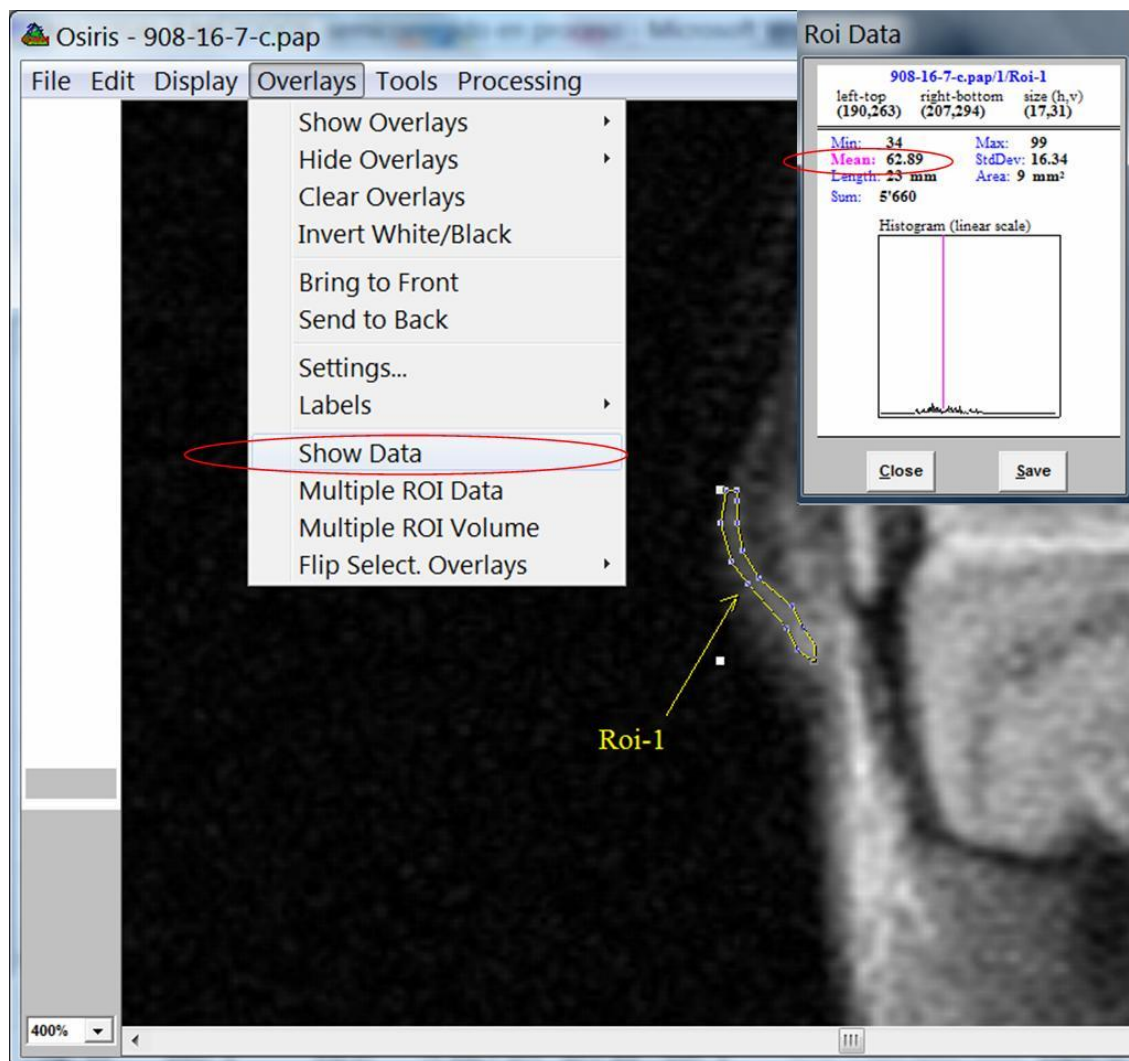 Osiris - 908-16-7-c.pap
File Edit Display Overlays Tools Processing
Show Overlays
Hide Overlays
Clear Overlays
Invert White/Black
Bring to Front
Send to Back
Settings...
Labels
Show Data
Multiple ROI Data
Multiple ROI Volume
Flip Select. Overlays
Roi-1
400%
Roi Data
908-16-7-c.pap/1/Roi-1
left-top right-bottom size (h,v)
(190,263) (207,294) (17,31)
Min: 34 Max: 99
Mean: 62.89 StdDev: 16.34
Length: 23 mm Area: 9 mm²
Sum: 5'660
Histogram (linear scale)
Close Save